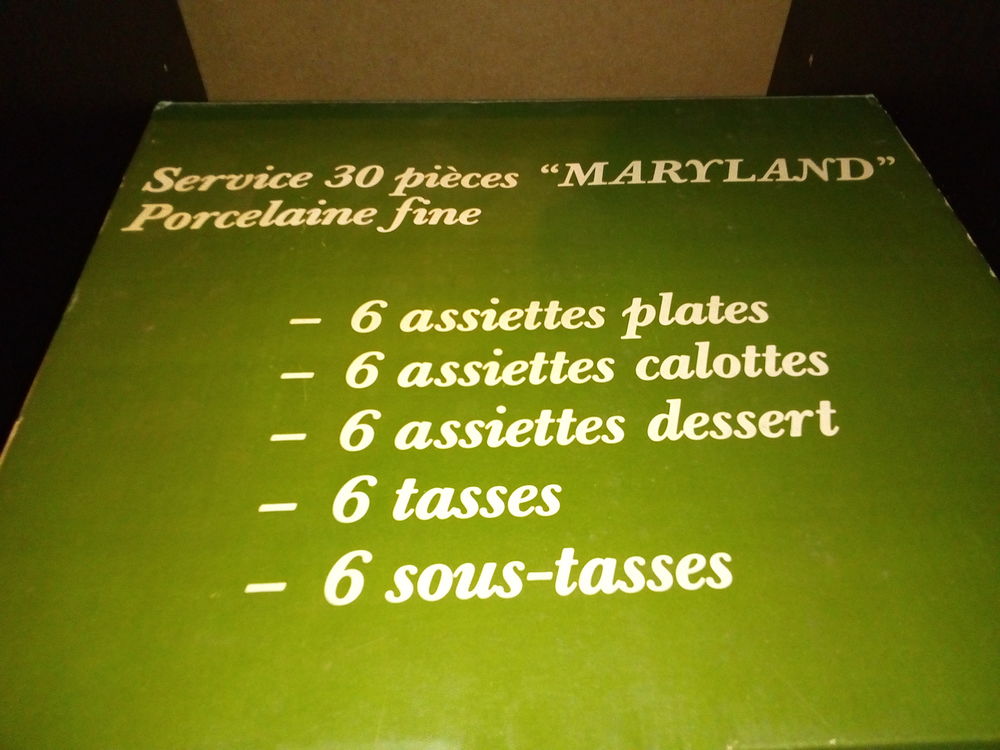 Service 30 pièces “MARYLAND”
Porcelaine fine
– 6 assiettes plates
– 6 assiettes calottes
– 6 assiettes dessert
– 6 tasses
– 6 sous-tasses